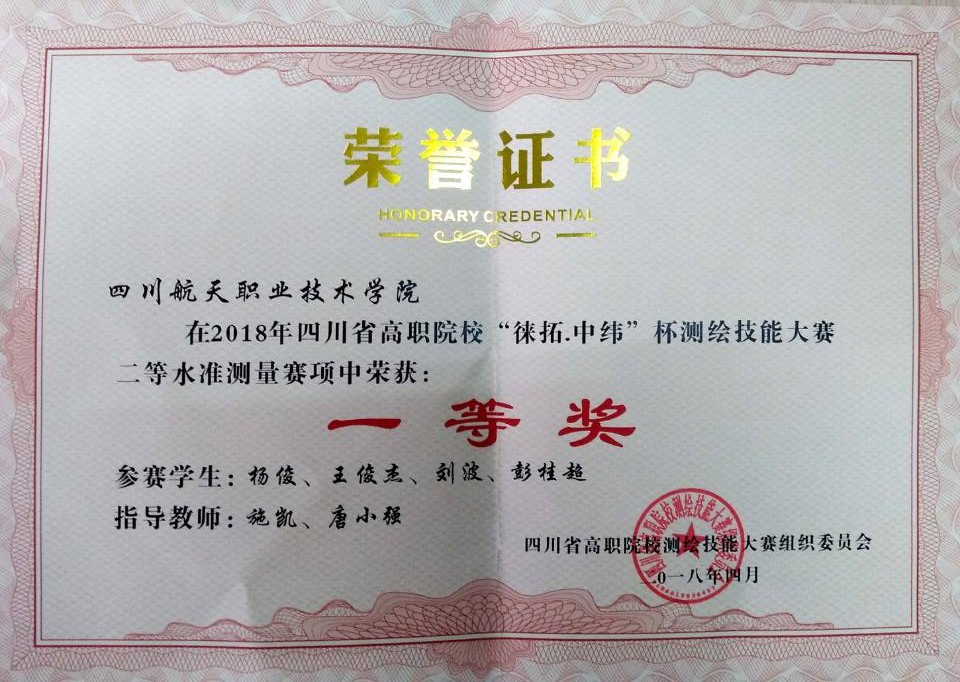 荣誉证书
HONORARY CREDENTIAL
四川航天职业技术学院
在2018年四川省高职院校“徕拓.中纬”杯测绘技能大赛
二等水准测量赛项中荣获：
一等奖
参赛学生：杨俊、王俊杰、刘波、彭桂超
指导教师：施凯、唐小强
四川省高职院校测绘技能大赛组织委员会
二0一八年四月